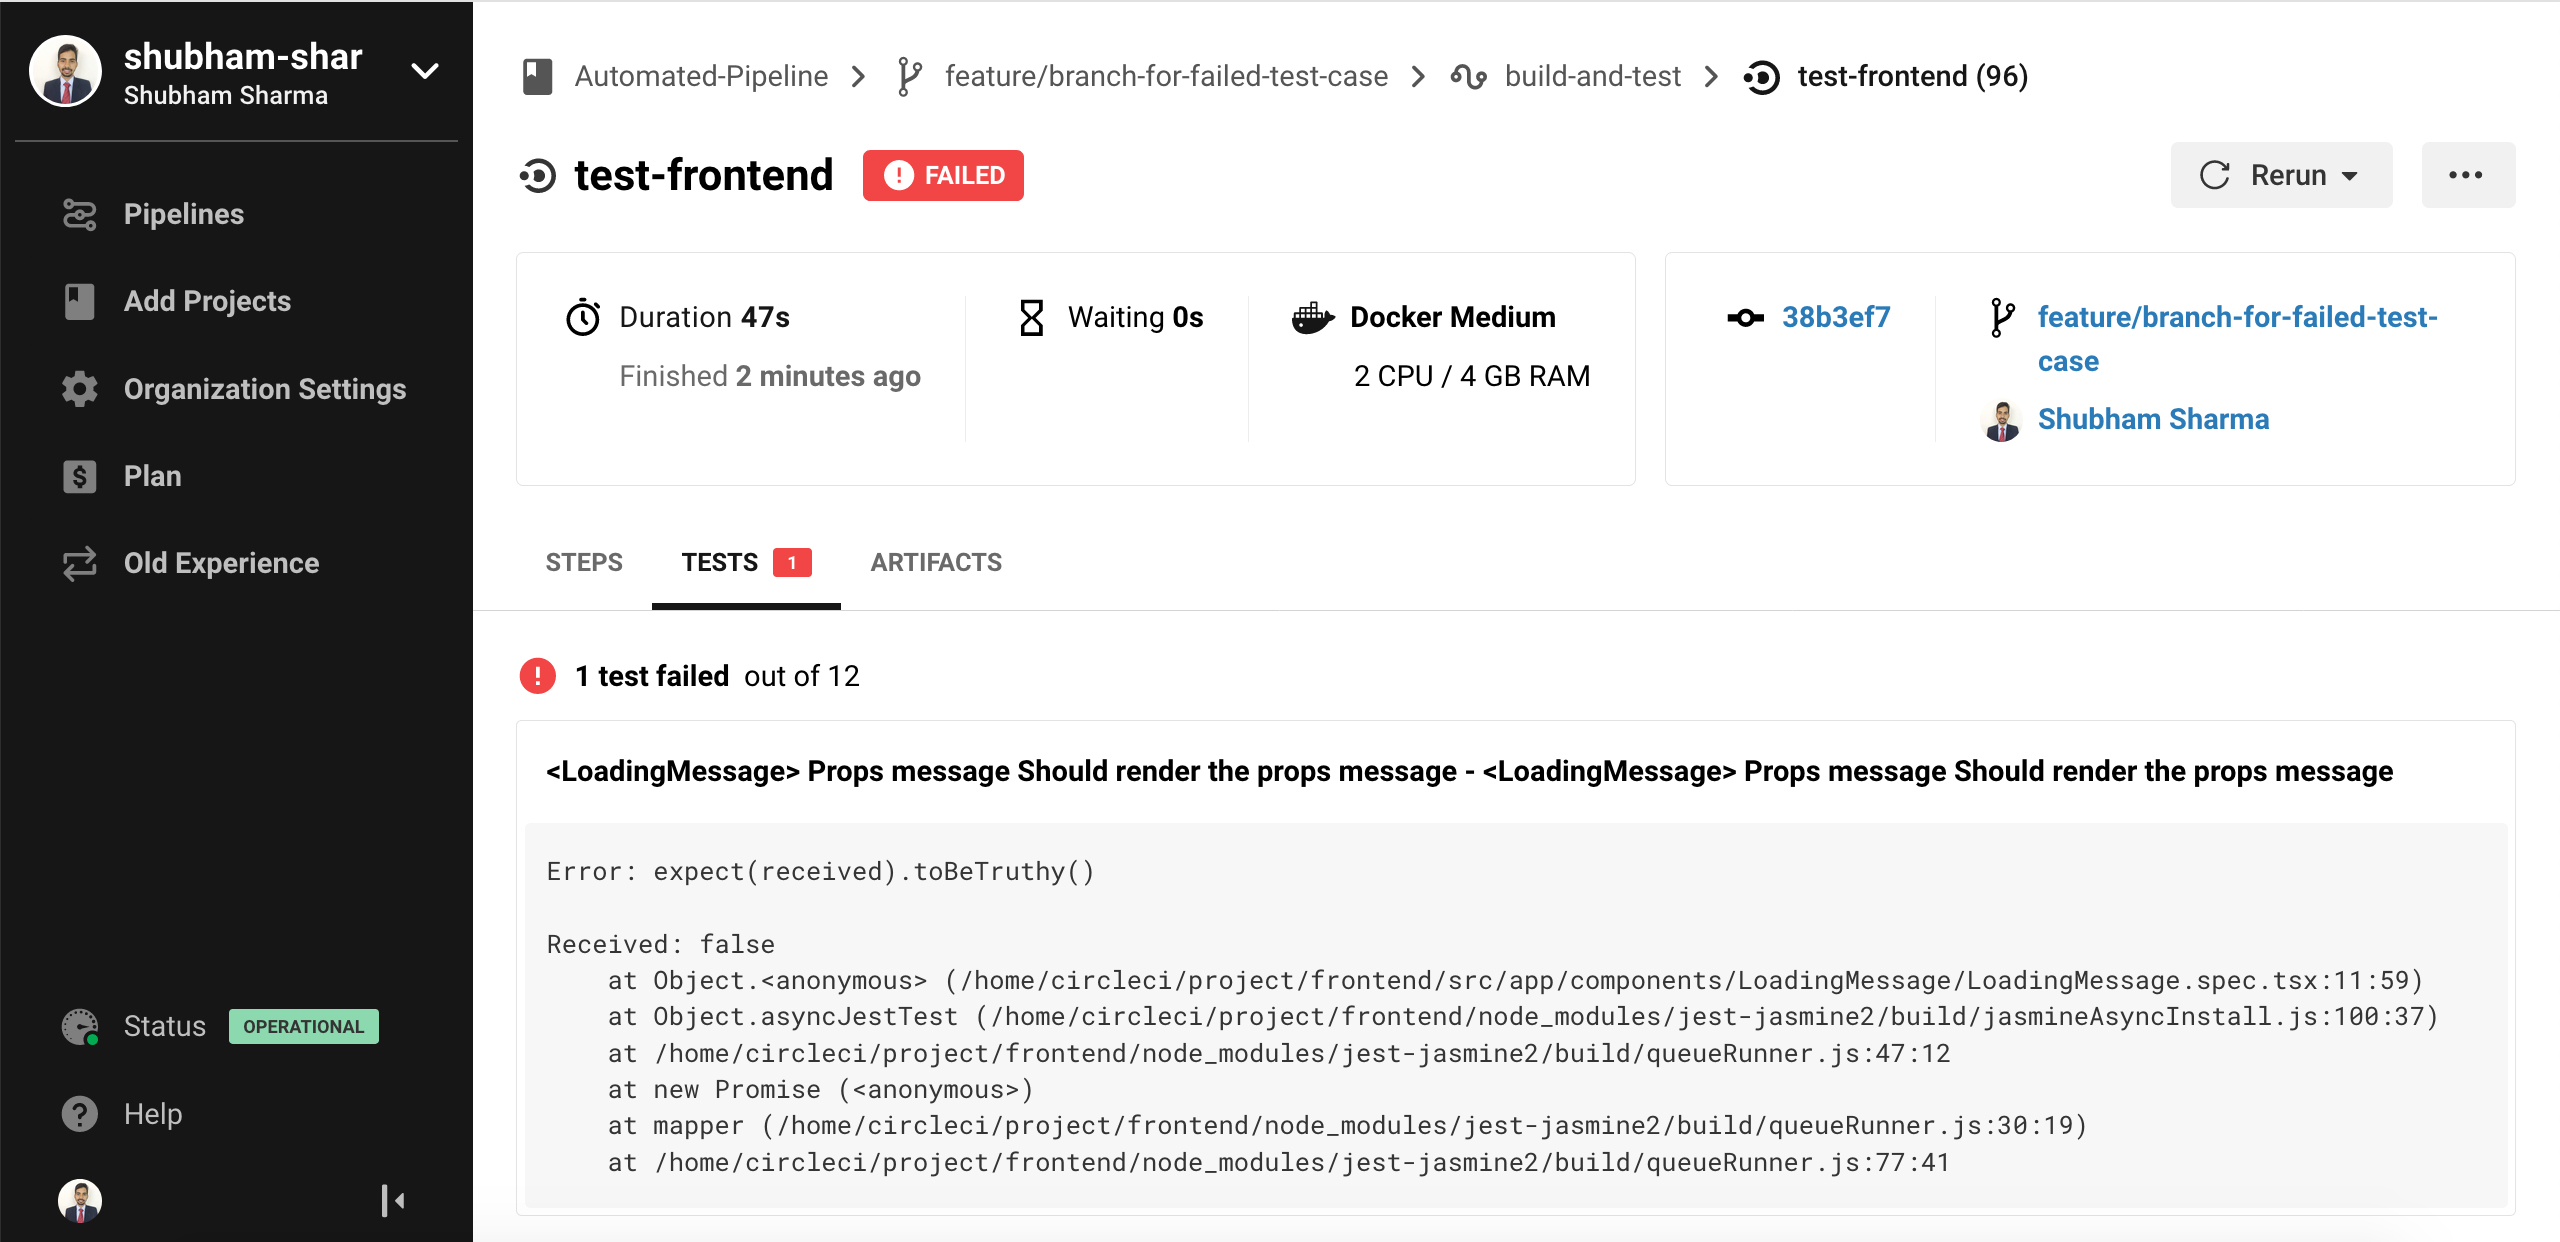 shubham-shar
Shubham Sharma
Pipelines
Add Projects
Organization Settings
Plan
Old Experience
Status OPERATIONAL
Help
Automated-Pipeline feature/branch-for-failed-test-case build-and-test test-frontend (96)
test-frontend FAILED
Rerun
Duration 47s
Finished 2 minutes ago
Waiting 0s
Docker Medium
2 CPU / 4 GB RAM
38b3ef7
feature/branch-for-failed-test-
case
Shubham Sharma
STEPS TESTS 1 ARTIFACTS
1 test failed out of 12
<LoadingMessage> Props message Should render the props message - <LoadingMessage> Props message Should render the props message
Error: expect(received).toBeTruthy()
Received: false
at Object.<anonymous> (/home/circleci/project/frontend/src/app/components/LoadingMessage/LoadingMessage.spec.tsx:11:59)
at Object.asyncJestTest (/home/circleci/project/frontend/node_modules/jest-jasmine2/build/jasmineAsyncInstall.js:100:37)
at /home/circleci/project/frontend/node_modules/jest-jasmine2/build/queueRunner.js:47:12
at new Promise (<anonymous>)
at mapper (/home/circleci/project/frontend/node_modules/jest-jasmine2/build/queueRunner.js:30:19)
at /home/circleci/project/frontend/node_modules/jest-jasmine2/build/queueRunner.js:77:41